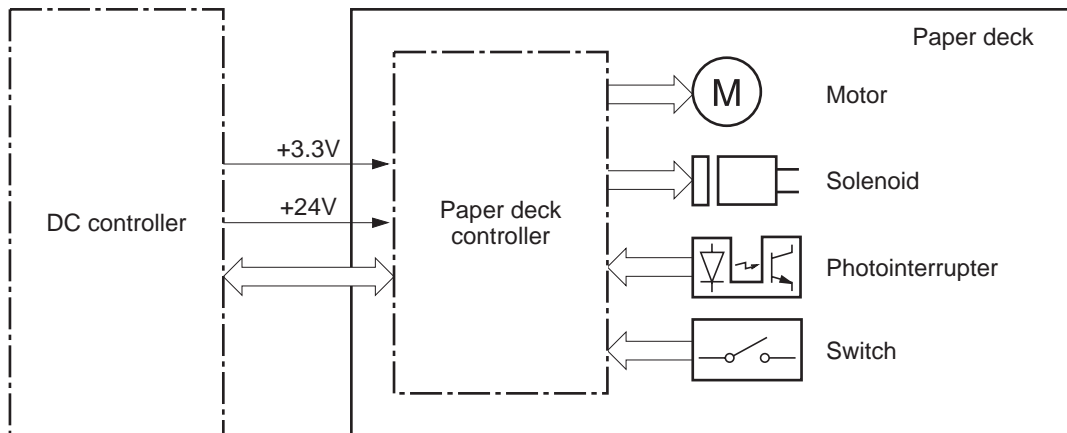 Paper deck
M
Motor
+3.3V
Solenoid
+24V
DC controller
Paper deck
controller
Photointerrupter
Switch